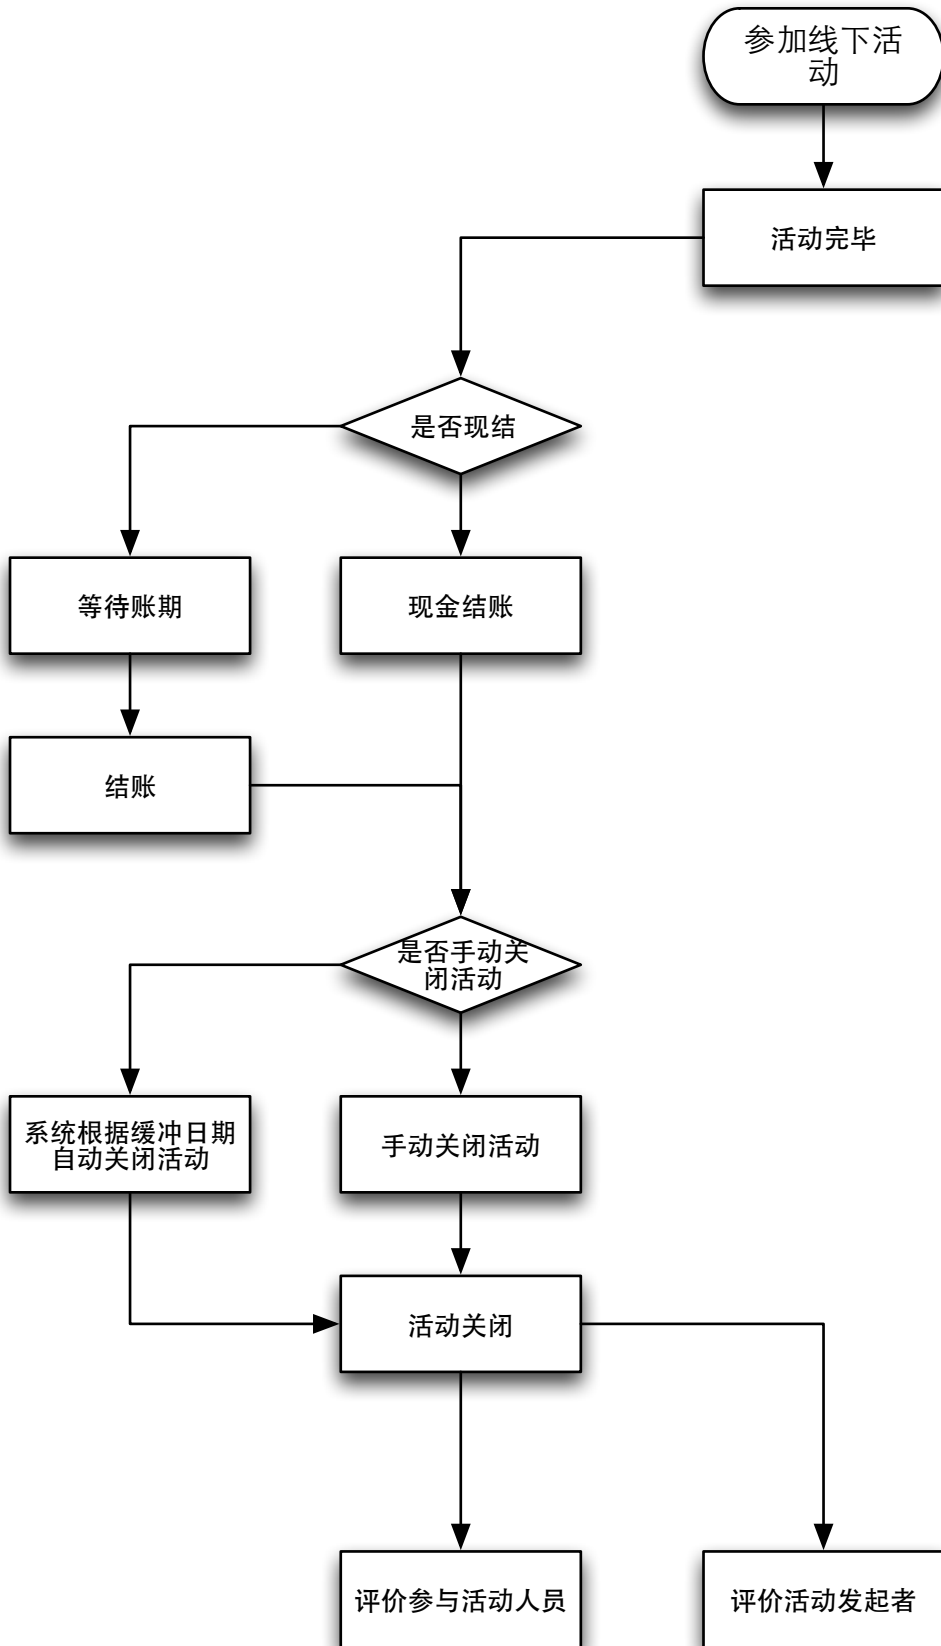 参加线下活
动
活动完毕
是否现结
等待账期
现金结账
结账
是否手动关
闭活动
系统根据缓冲日期
自动关闭活动
手动关闭活动
活动关闭
评价参与活动人员
评价活动发起者